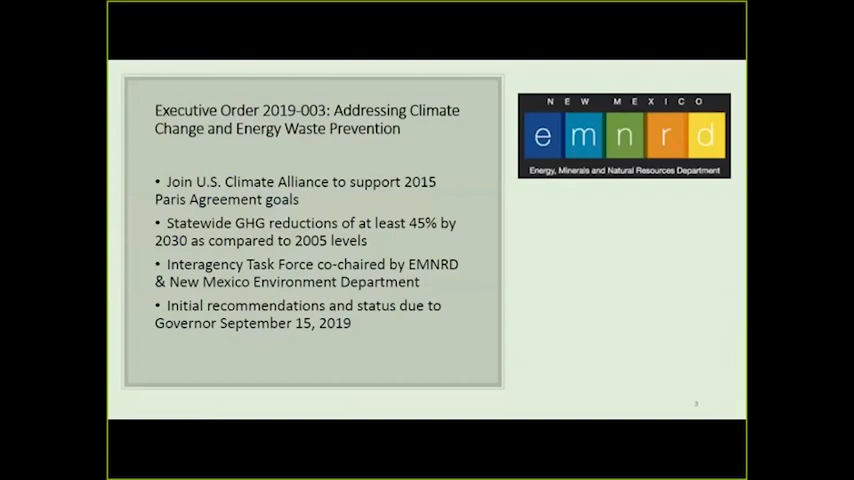 Executive Order 2019-003: Addressing Climate
Change and Energy Waste Prevention
• Join U.S. Climate Alliance to support 2015
Paris Agreement goals
• Statewide GHG reductions of at least 45% by
2030 as compared to 2005 levels
• Interagency Task Force co-chaired by EMNRD
& New Mexico Environment Department
• Initial recommendations and status due to
Governor September 15, 2019
NEW MEXICO
emnrd
Energy, Minerals and Natural Resources Department
3